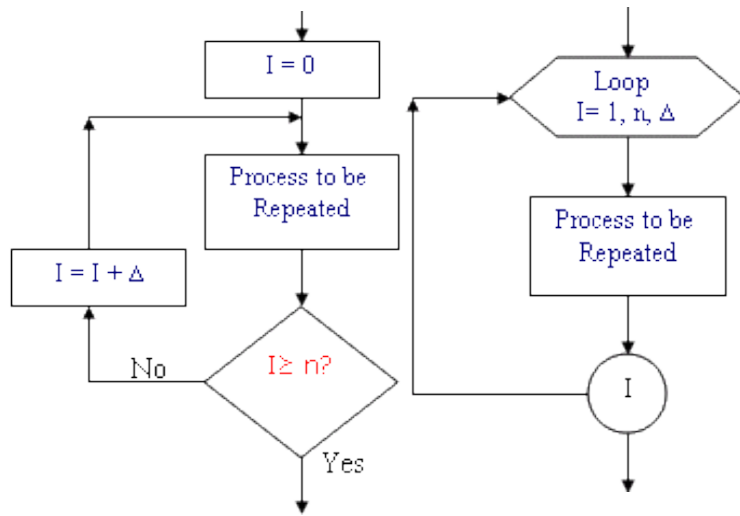 I = 0
Process to be
Repeated
I = I + Δ
I≥ n?
No
Yes
Loop
I= 1, n, Δ
Process to be
Repeated
I